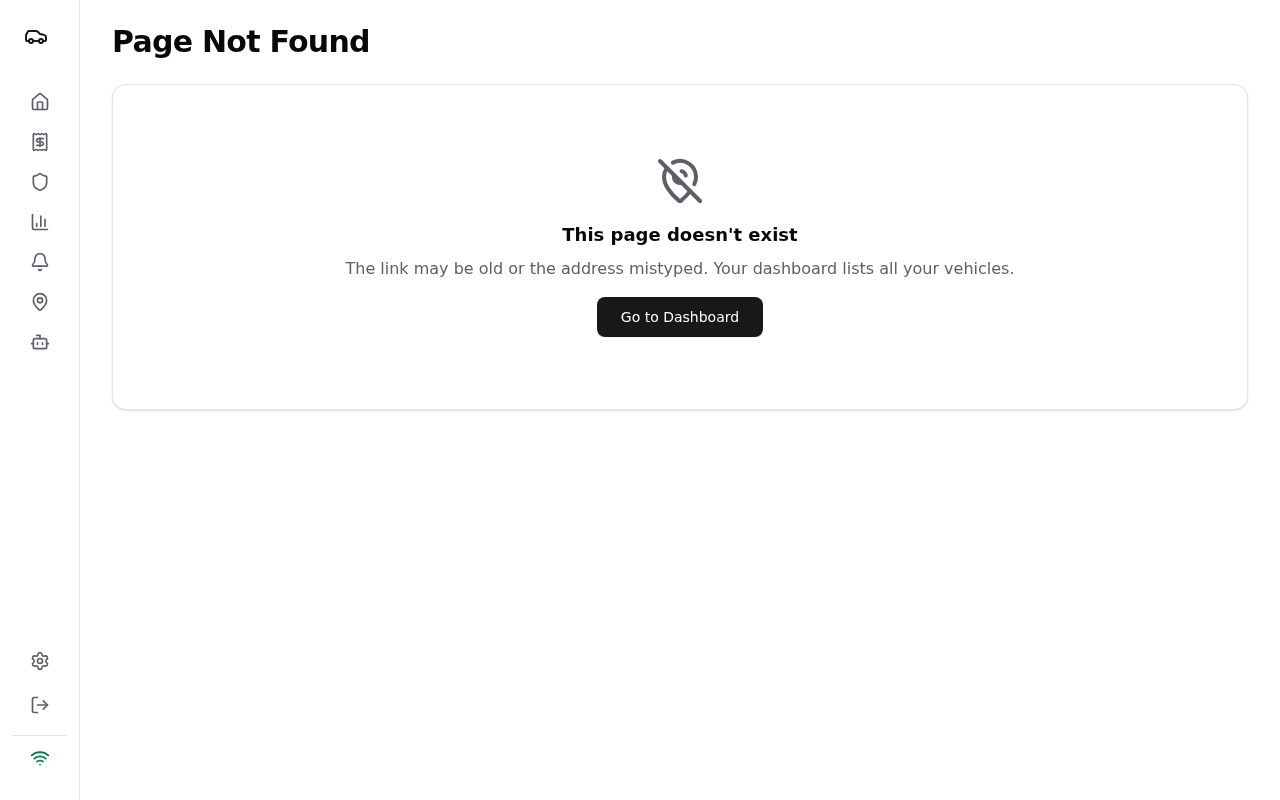 Page Not Found
This page doesn't exist
The link may be old or the address mistyped. Your dashboard lists all your vehicles.
Go to Dashboard